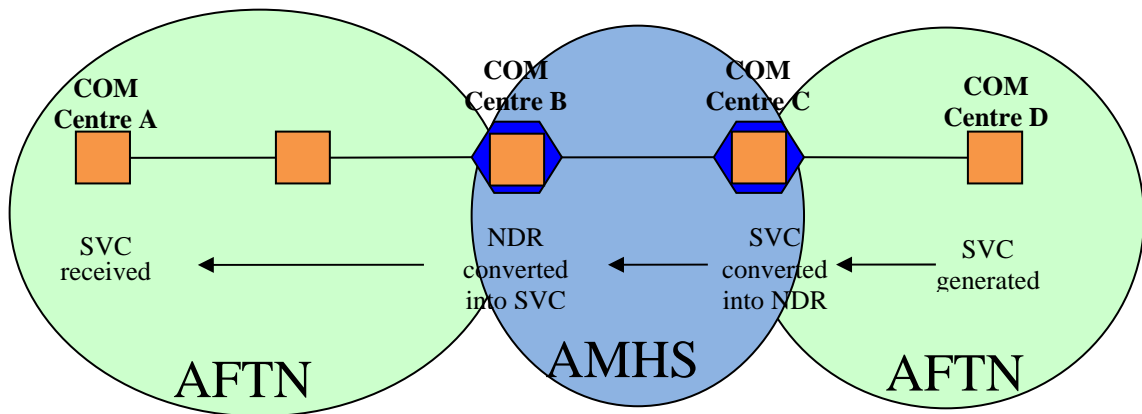 COM
Centre A
COM
Centre B
COM
Centre C
COM
Centre D
SVC
received
NDR
converted
into SVC
SVC
converted
into NDR
SVC
generated
AFTN
AMHS
AFTN